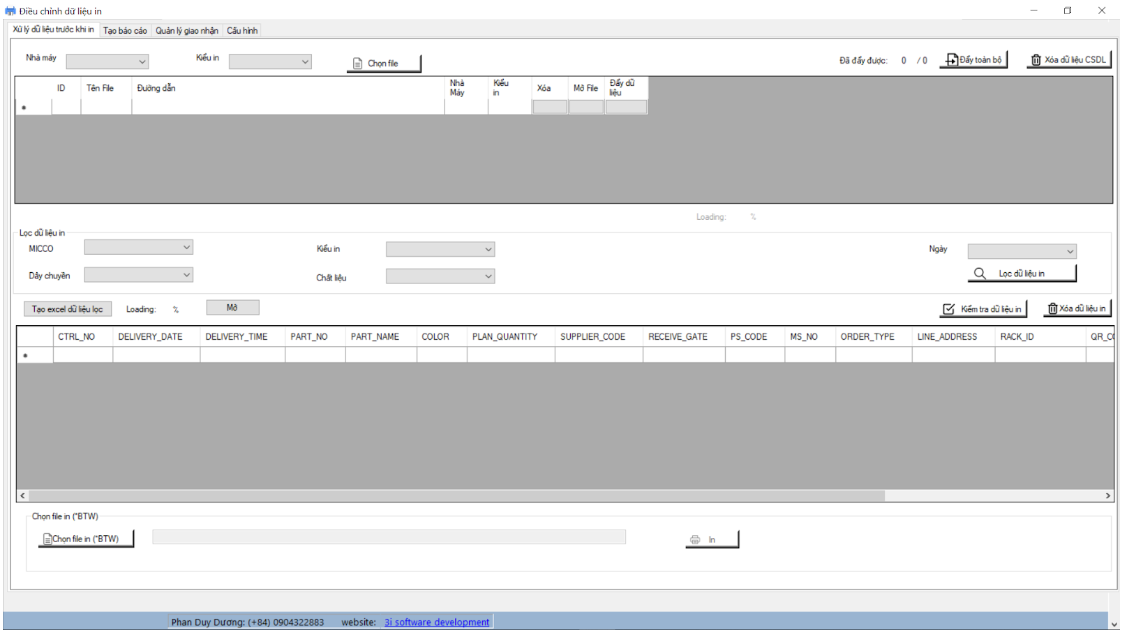 Điều chỉnh dữ liệu in
Xử lý dữ liệu trước khi in Tạo báo cáo Quản lý giao nhận Cấu hình
Nhà máy Kiểu in Chọn file Đã đẩy được: 0 / 0 Đẩy toàn bộ Xóa dữ liệu CSDL
ID Tên File Đường dẫn Nhà Máy Kiểu in Xóa Mở File Đẩy dữ liệu
Loading: %
Lọc dữ liệu in
MICCO Kiểu in Ngày
Dây chuyền Chất liệu Lọc dữ liệu in
Tạo excel dữ liệu lọc Loading: % Mở Kiểm tra dữ liệu in Xóa dữ liệu in
CTRL_NO DELIVERY_DATE DELIVERY_TIME PART_NO PART_NAME COLOR PLAN_QUANTITY SUPPLIER_CODE RECEIVE_GATE PS_CODE MS_NO ORDER_TYPE LINE_ADDRESS RACK_ID
Chọn file in (*BTW)
Chọn file in (*BTW) In
Phan Duy Dương: (+84) 0904322883 website: 3i software development